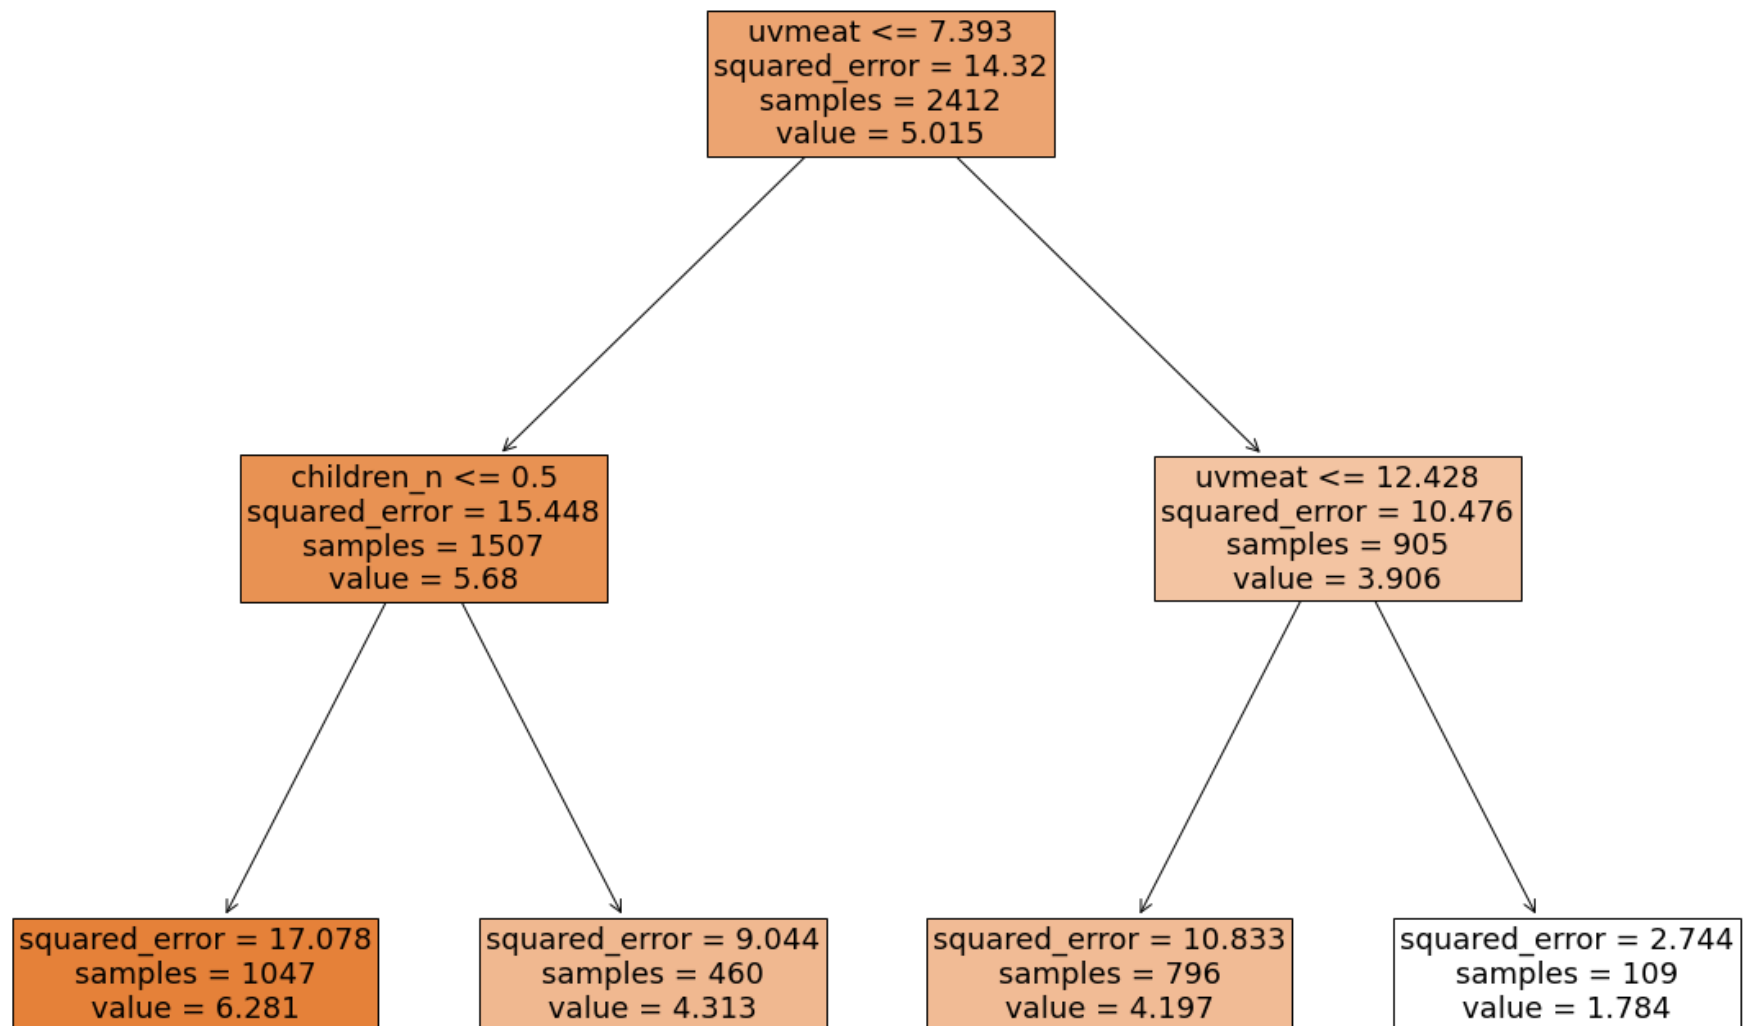 uvmeat <= 7.393
squared_error = 14.32
samples = 2412
value = 5.015
children_n <= 0.5
squared_error = 15.448
samples = 1507
value = 5.68
uvmeat <= 12.428
squared_error = 10.476
samples = 905
value = 3.906
squared_error = 17.078
samples = 1047
value = 6.281
squared_error = 9.044
samples = 460
value = 4.313
squared_error = 10.833
samples = 796
value = 4.197
squared_error = 2.744
samples = 109
value = 1.784